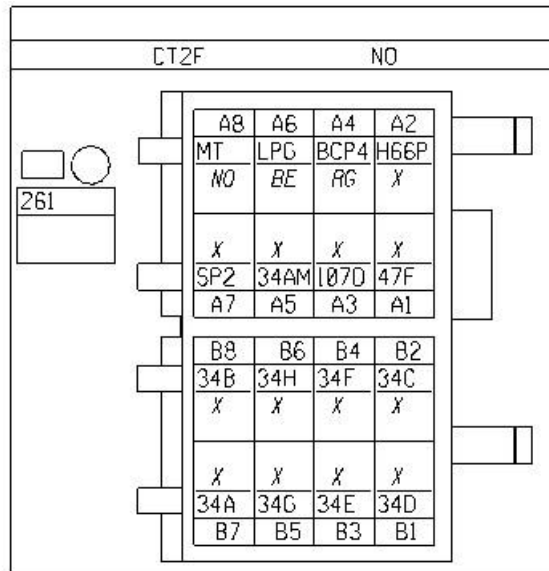 CT2F NO
A8 A6 A4 A2
MT LPG BCP4 H66P
NO BE RG X
261
X X X X
SP2 34AM 107D 47F
A7 A5 A3 A1
B8 B6 B4 B2
34B 34H 34F 34C
X X X X
X X X X
34A 34G 34E 34D
B7 B5 B3 B1